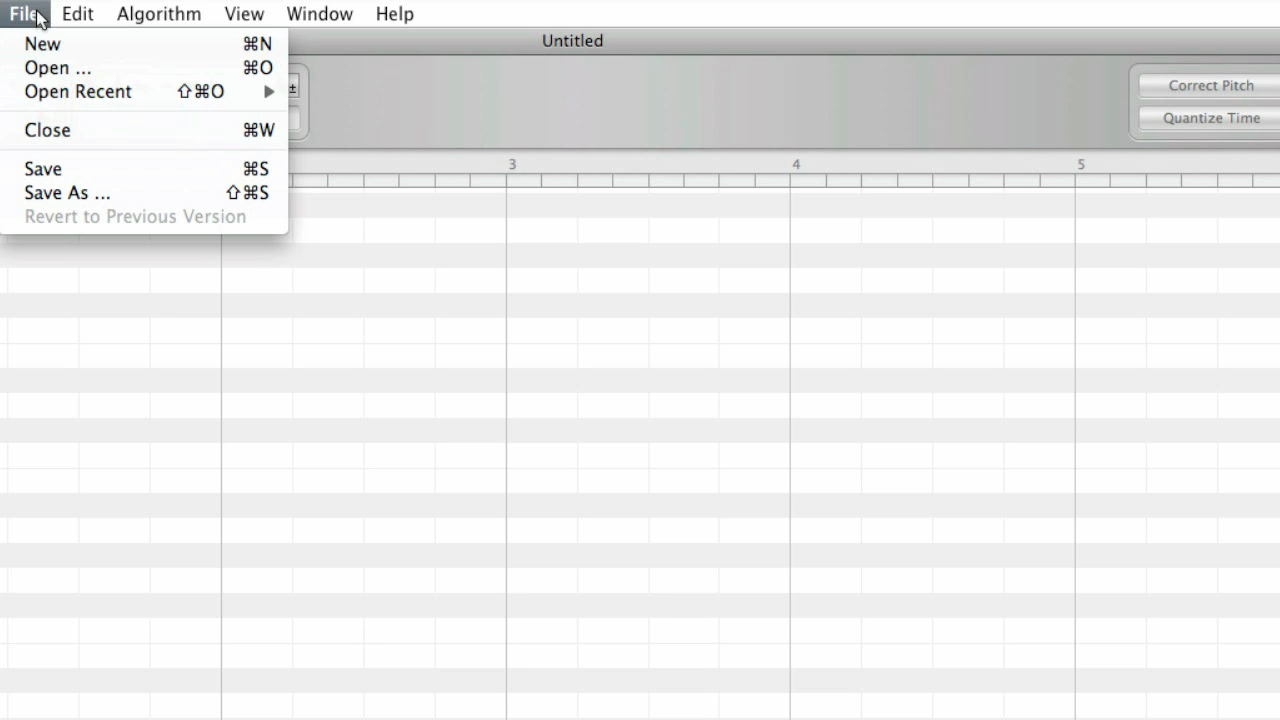 File Edit Algorithm View Window Help
Untitled
New ⌘N
Open ... ⌘O
Open Recent ⇧⌘O ▶
Close ⌘W
Save ⌘S
Save As ... ⇧⌘S
Revert to Previous Version
±
Correct Pitch
Quantize Time
3 4 5